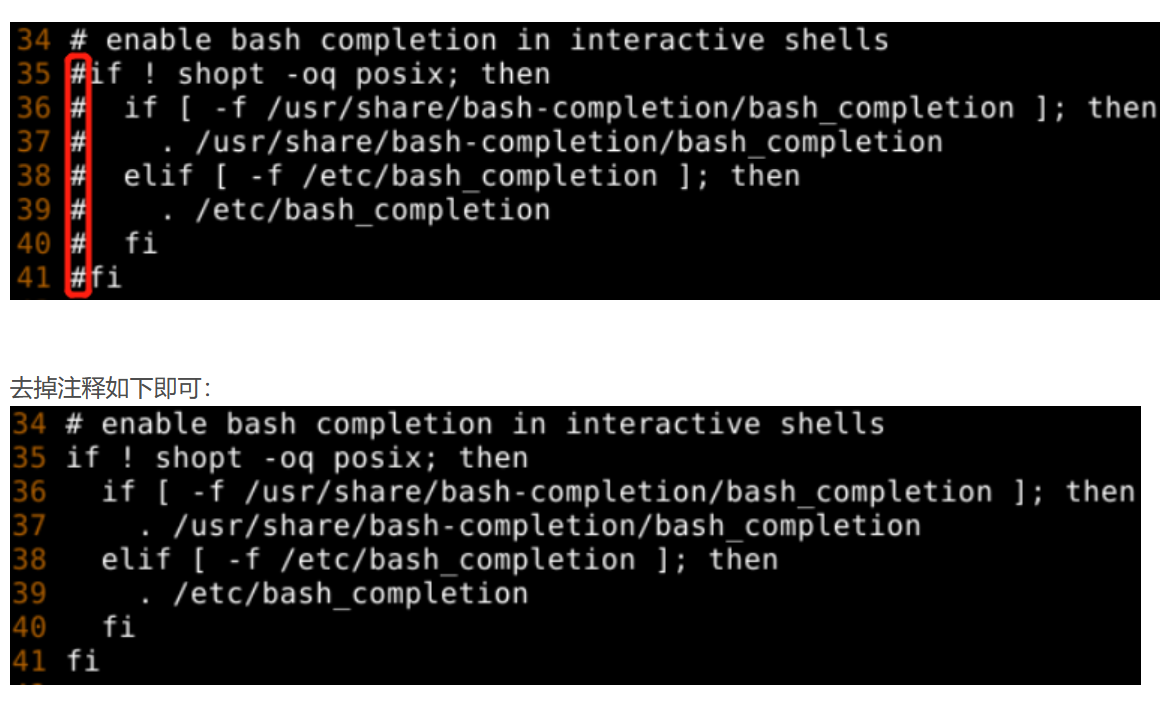 34 # enable bash completion in interactive shells
35 #if ! shopt -oq posix; then
36 #  if [ -f /usr/share/bash-completion/bash_completion ]; then
37 #    . /usr/share/bash-completion/bash_completion
38 #  elif [ -f /etc/bash_completion ]; then
39 #    . /etc/bash_completion
40 #  fi
41 #fi
去掉注释如下即可：
34 # enable bash completion in interactive shells
35 if ! shopt -oq posix; then
36   if [ -f /usr/share/bash-completion/bash_completion ]; then
37     . /usr/share/bash-completion/bash_completion
38   elif [ -f /etc/bash_completion ]; then
39     . /etc/bash_completion
40   fi
41 fi